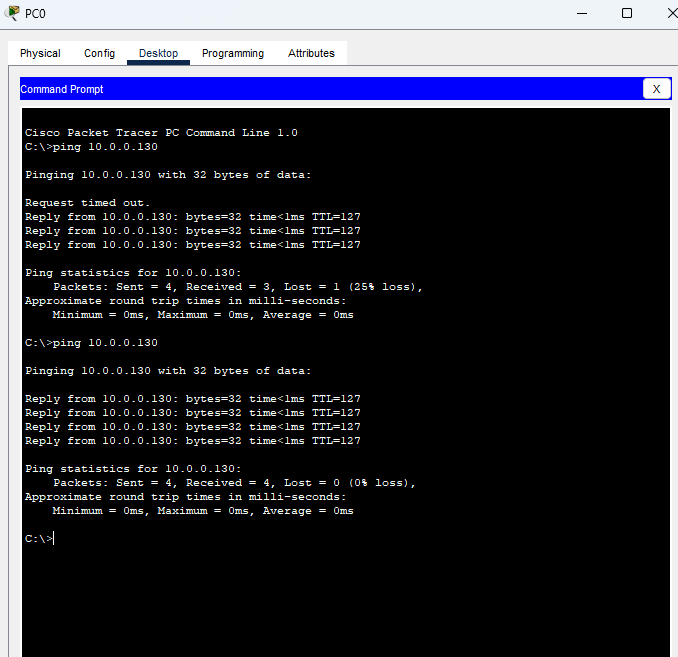 PC0
Physical Config Desktop Programming Attributes
Command Prompt X
Cisco Packet Tracer PC Command Line 1.0
C:\>ping 10.0.0.130
Pinging 10.0.0.130 with 32 bytes of data:
Request timed out.
Reply from 10.0.0.130: bytes=32 time<1ms TTL=127
Reply from 10.0.0.130: bytes=32 time<1ms TTL=127
Reply from 10.0.0.130: bytes=32 time<1ms TTL=127
Ping statistics for 10.0.0.130:
Packets: Sent = 4, Received = 3, Lost = 1 (25% loss),
Approximate round trip times in milli-seconds:
Minimum = 0ms, Maximum = 0ms, Average = 0ms
C:\>ping 10.0.0.130
Pinging 10.0.0.130 with 32 bytes of data:
Reply from 10.0.0.130: bytes=32 time<1ms TTL=127
Reply from 10.0.0.130: bytes=32 time<1ms TTL=127
Reply from 10.0.0.130: bytes=32 time<1ms TTL=127
Reply from 10.0.0.130: bytes=32 time<1ms TTL=127
Ping statistics for 10.0.0.130:
Packets: Sent = 4, Received = 4, Lost = 0 (0% loss),
Approximate round trip times in milli-seconds:
Minimum = 0ms, Maximum = 0ms, Average = 0ms
C:\>